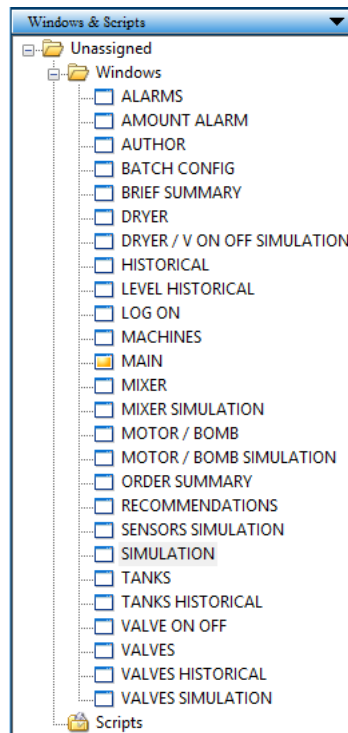 Windows & Scripts
Unassigned
Windows
ALARMS
AMOUNT ALARM
AUTHOR
BATCH CONFIG
BRIEF SUMMARY
DRYER
DRYER / V ON OFF SIMULATION
HISTORICAL
LEVEL HISTORICAL
LOG ON
MACHINES
MAIN
MIXER
MIXER SIMULATION
MOTOR / BOMB
MOTOR / BOMB SIMULATION
ORDER SUMMARY
RECOMMENDATIONS
SENSORS SIMULATION
SIMULATION
TANKS
TANKS HISTORICAL
VALVE ON OFF
VALVES
VALVES HISTORICAL
VALVES SIMULATION
Scripts